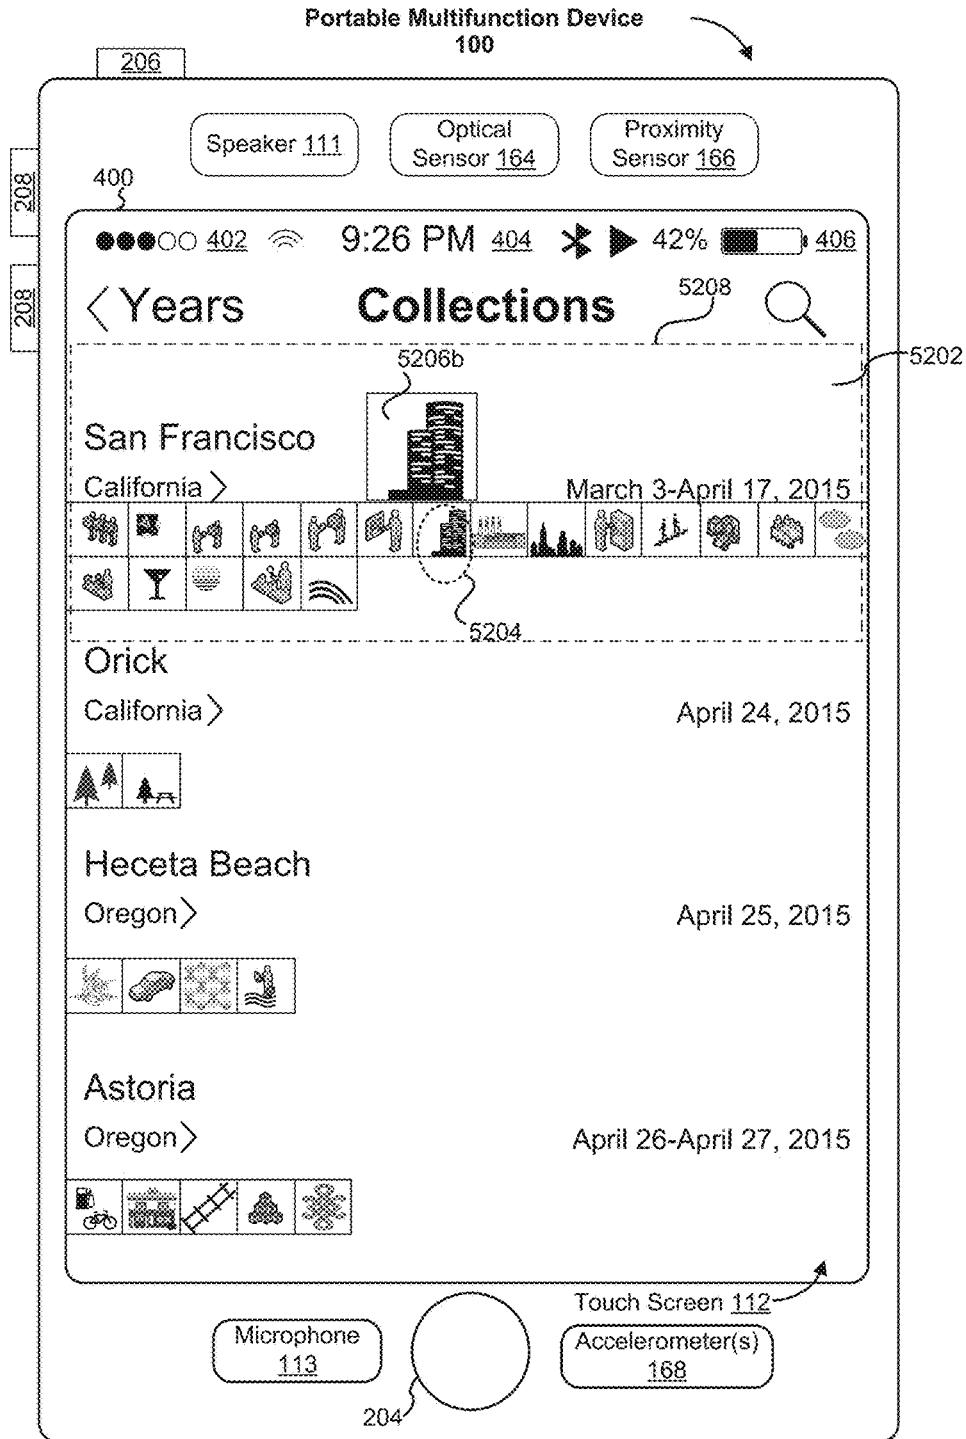 Portable Multifunction Device
100
206
Speaker 111
Optical
Sensor 164
Proximity
Sensor 166
208
400
402
9:26 PM 404
42%
406
208
Years
Collections
5208
5202
5206b
San Francisco
California
March 3-April 17, 2015
5204
Orick
California
April 24, 2015
Heceta Beach
Oregon
April 25, 2015
Astoria
Oregon
April 26-April 27, 2015
Touch Screen 112
Microphone
113
Accelerometer(s)
168
204